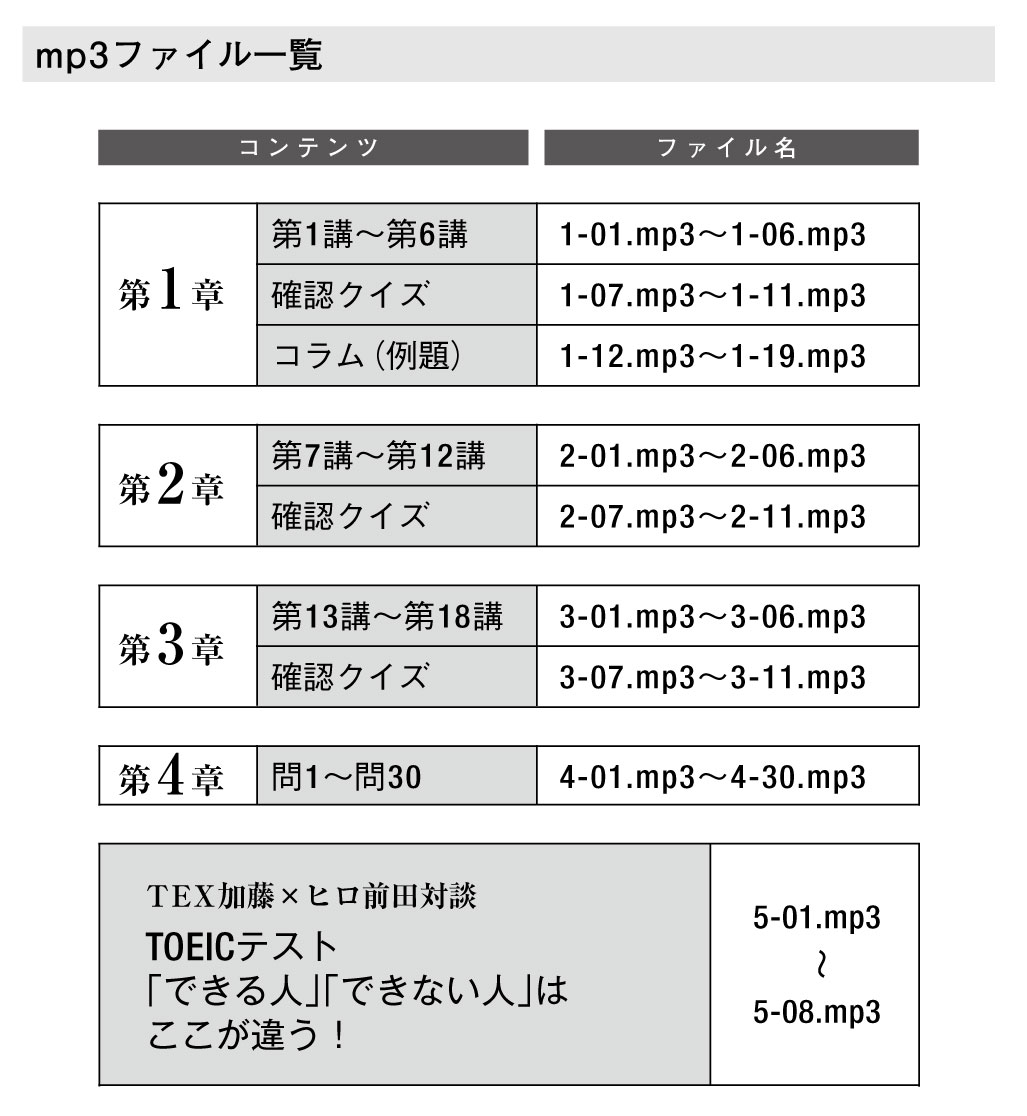 mp3ファイル一覧
コンテンツ ファイル名
第1章
第1講〜第6講 1-01.mp3〜1-06.mp3
確認クイズ 1-07.mp3〜1-11.mp3
コラム（例題） 1-12.mp3〜1-19.mp3
第2章
第7講〜第12講 2-01.mp3〜2-06.mp3
確認クイズ 2-07.mp3〜2-11.mp3
第3章
第13講〜第18講 3-01.mp3〜3-06.mp3
確認クイズ 3-07.mp3〜3-11.mp3
第4章 問1〜問30 4-01.mp3〜4-30.mp3
TEX加藤×ヒロ前田対談
TOEICテスト
「できる人」「できない人」は
ここが違う！
5-01.mp3
〜
5-08.mp3